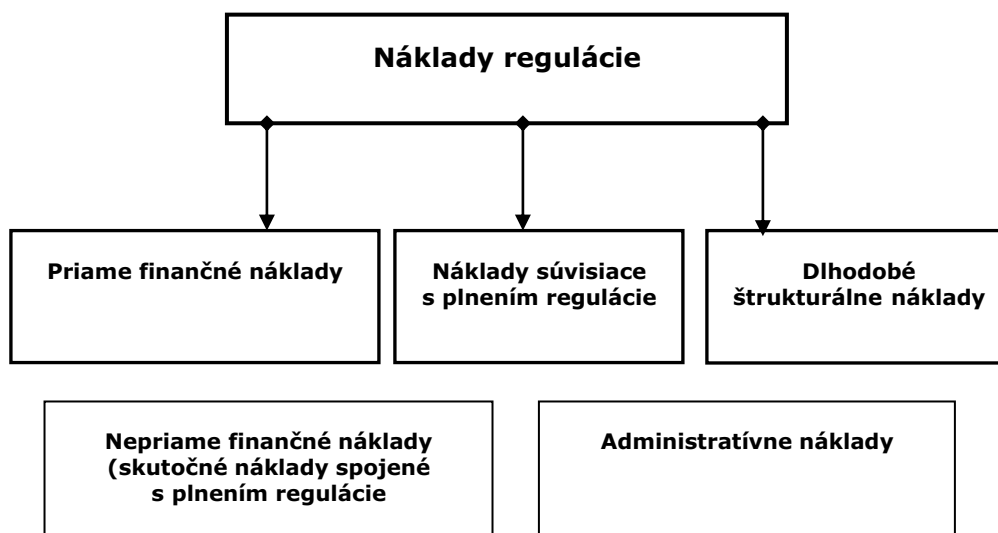 Náklady regulácie
Priame finančné náklady
Náklady súvisiace
s plnením regulácie
Dlhodobé
štrukturálne náklady
Nepriame finančné náklady
(skutočné náklady spojené
s plnením regulácie
Administratívne náklady